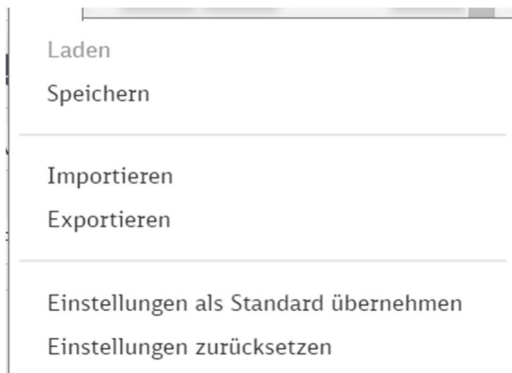 Laden
Speichern
Importieren
Exportieren
Einstellungen als Standard übernehmen
Einstellungen zurücksetzen